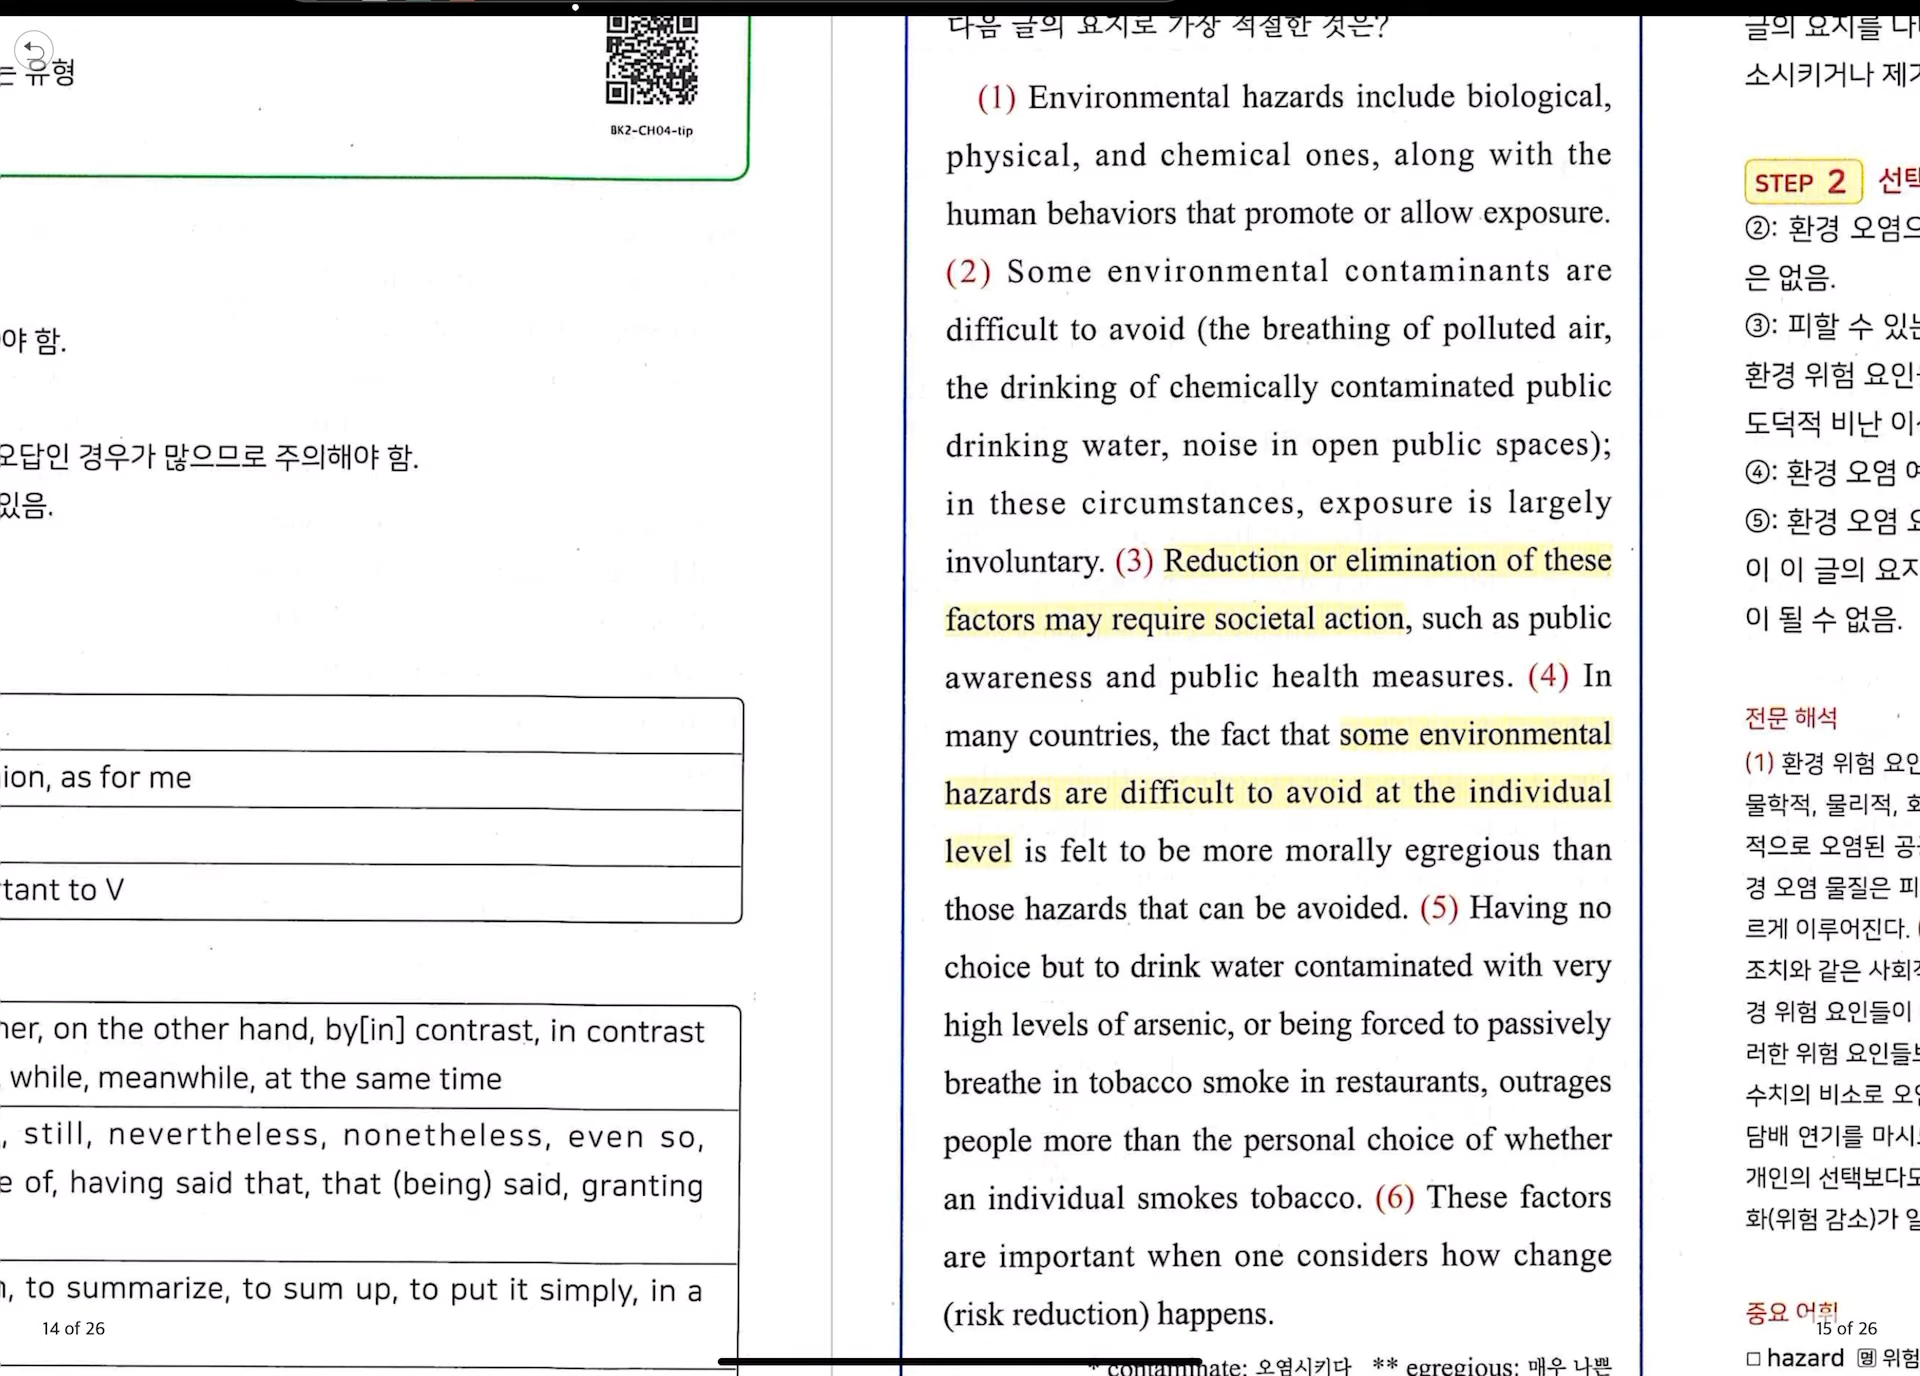 는 유형
BK2-CH04-tip
야 함.
오답인 경우가 많으므로 주의해야 함.
있음.
ion, as for me
tant to V
her, on the other hand, by[in] contrast, in contrast
while, meanwhile, at the same time
, still, nevertheless, nonetheless, even so,
e of, having said that, that (being) said, granting
, to summarize, to sum up, to put it simply, in a
14 of 26
다음 글의 요지로 가장 적절한 것은?
(1) Environmental hazards include biological,
physical, and chemical ones, along with the
human behaviors that promote or allow exposure.
(2) Some environmental contaminants are
difficult to avoid (the breathing of polluted air,
the drinking of chemically contaminated public
drinking water, noise in open public spaces);
in these circumstances, exposure is largely
involuntary. (3) Reduction or elimination of these
factors may require societal action, such as public
awareness and public health measures. (4) In
many countries, the fact that some environmental
hazards are difficult to avoid at the individual
level is felt to be more morally egregious than
those hazards that can be avoided. (5) Having no
choice but to drink water contaminated with very
high levels of arsenic, or being forced to passively
breathe in tobacco smoke in restaurants, outrages
people more than the personal choice of whether
an individual smokes tobacco. (6) These factors
are important when one considers how change
(risk reduction) happens.
* contaminate: 오염시키다 ** egregious: 매우 나쁜
글의 요지를 나
소시키거나 제거
STEP 2 선택
②: 환경 오염으
은 없음.
③: 피할 수 있는
환경 위험 요인
도덕적 비난 이
④: 환경 오염 여
⑤: 환경 오염 요
이 이 글의 요지
이 될 수 없음.
전문 해석
(1) 환경 위험 요인
물학적, 물리적, 화
적으로 오염된 공
경 오염 물질은 피
르게 이루어진다. (
조치와 같은 사회적
경 위험 요인들이
러한 위험 요인들보
수치의 비소로 오염
담배 연기를 마시
개인의 선택보다도
화(위험 감소)가 일
중요 어휘
15 of 26
□ hazard 명 위험